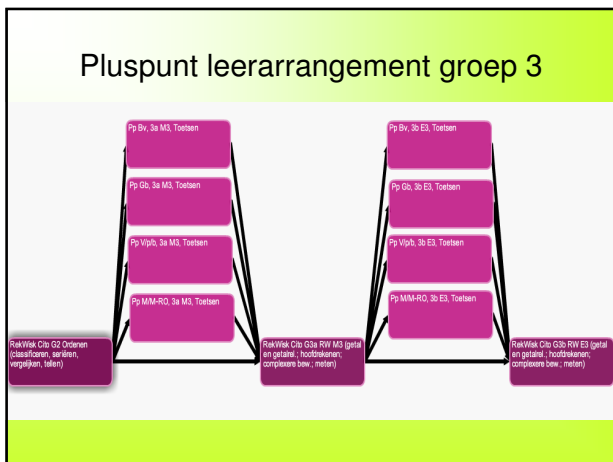 Pluspunt leerarrangement groep 3
Pp Bv, 3a M3, Toetsen
Pp Gb, 3a M3, Toetsen
Pp V/p/b, 3a M3, Toetsen
Pp M/M-RO, 3a M3, Toetsen
Pp Bv, 3b E3, Toetsen
Pp Gb, 3b E3, Toetsen
Pp V/p/b, 3b E3, Toetsen
Pp M/M-RO, 3b E3, Toetsen
RekWisk Cito G2 Ordenen
(classificeren, seriëren,
vergelijken, tellen)
RekWisk Cito G3a RW M3 (getal
en getalrel.; hoofdrekenen;
complexere bew.; meten)
RekWisk Cito G3b RW E3 (getal
en getalrel.; hoofdrekenen;
complexere bew.; meten)